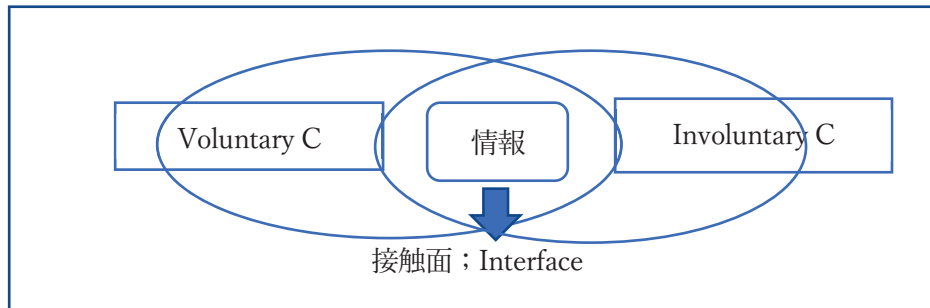 Voluntary C
情報
Involuntary C
接触面；Interface